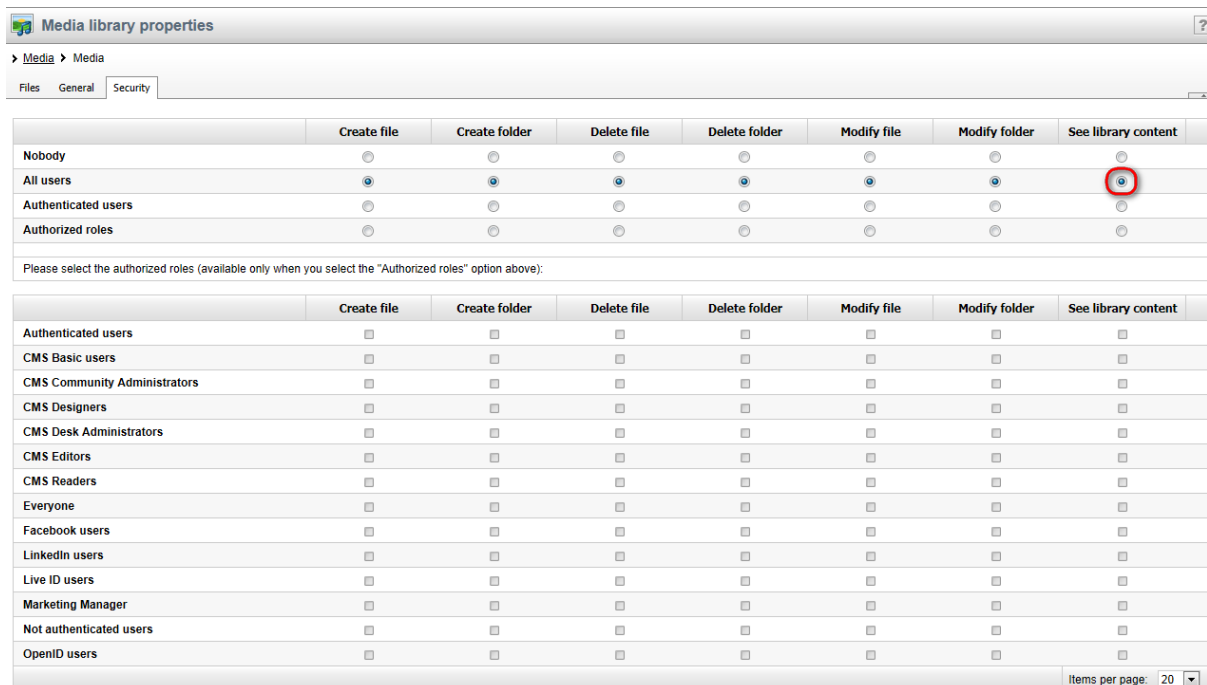 Media library properties
?
Media Media
Files General Security
Create file Create folder Delete file Delete folder Modify file Modify folder See library content
Nobody
All users
Authenticated users
Authorized roles
Please select the authorized roles (available only when you select the "Authorized roles" option above):
Create file Create folder Delete file Delete folder Modify file Modify folder See library content
Authenticated users
CMS Basic users
CMS Community Administrators
CMS Designers
CMS Desk Administrators
CMS Editors
CMS Readers
Everyone
Facebook users
LinkedIn users
Live ID users
Marketing Manager
Not authenticated users
OpenID users
Items per page: 20